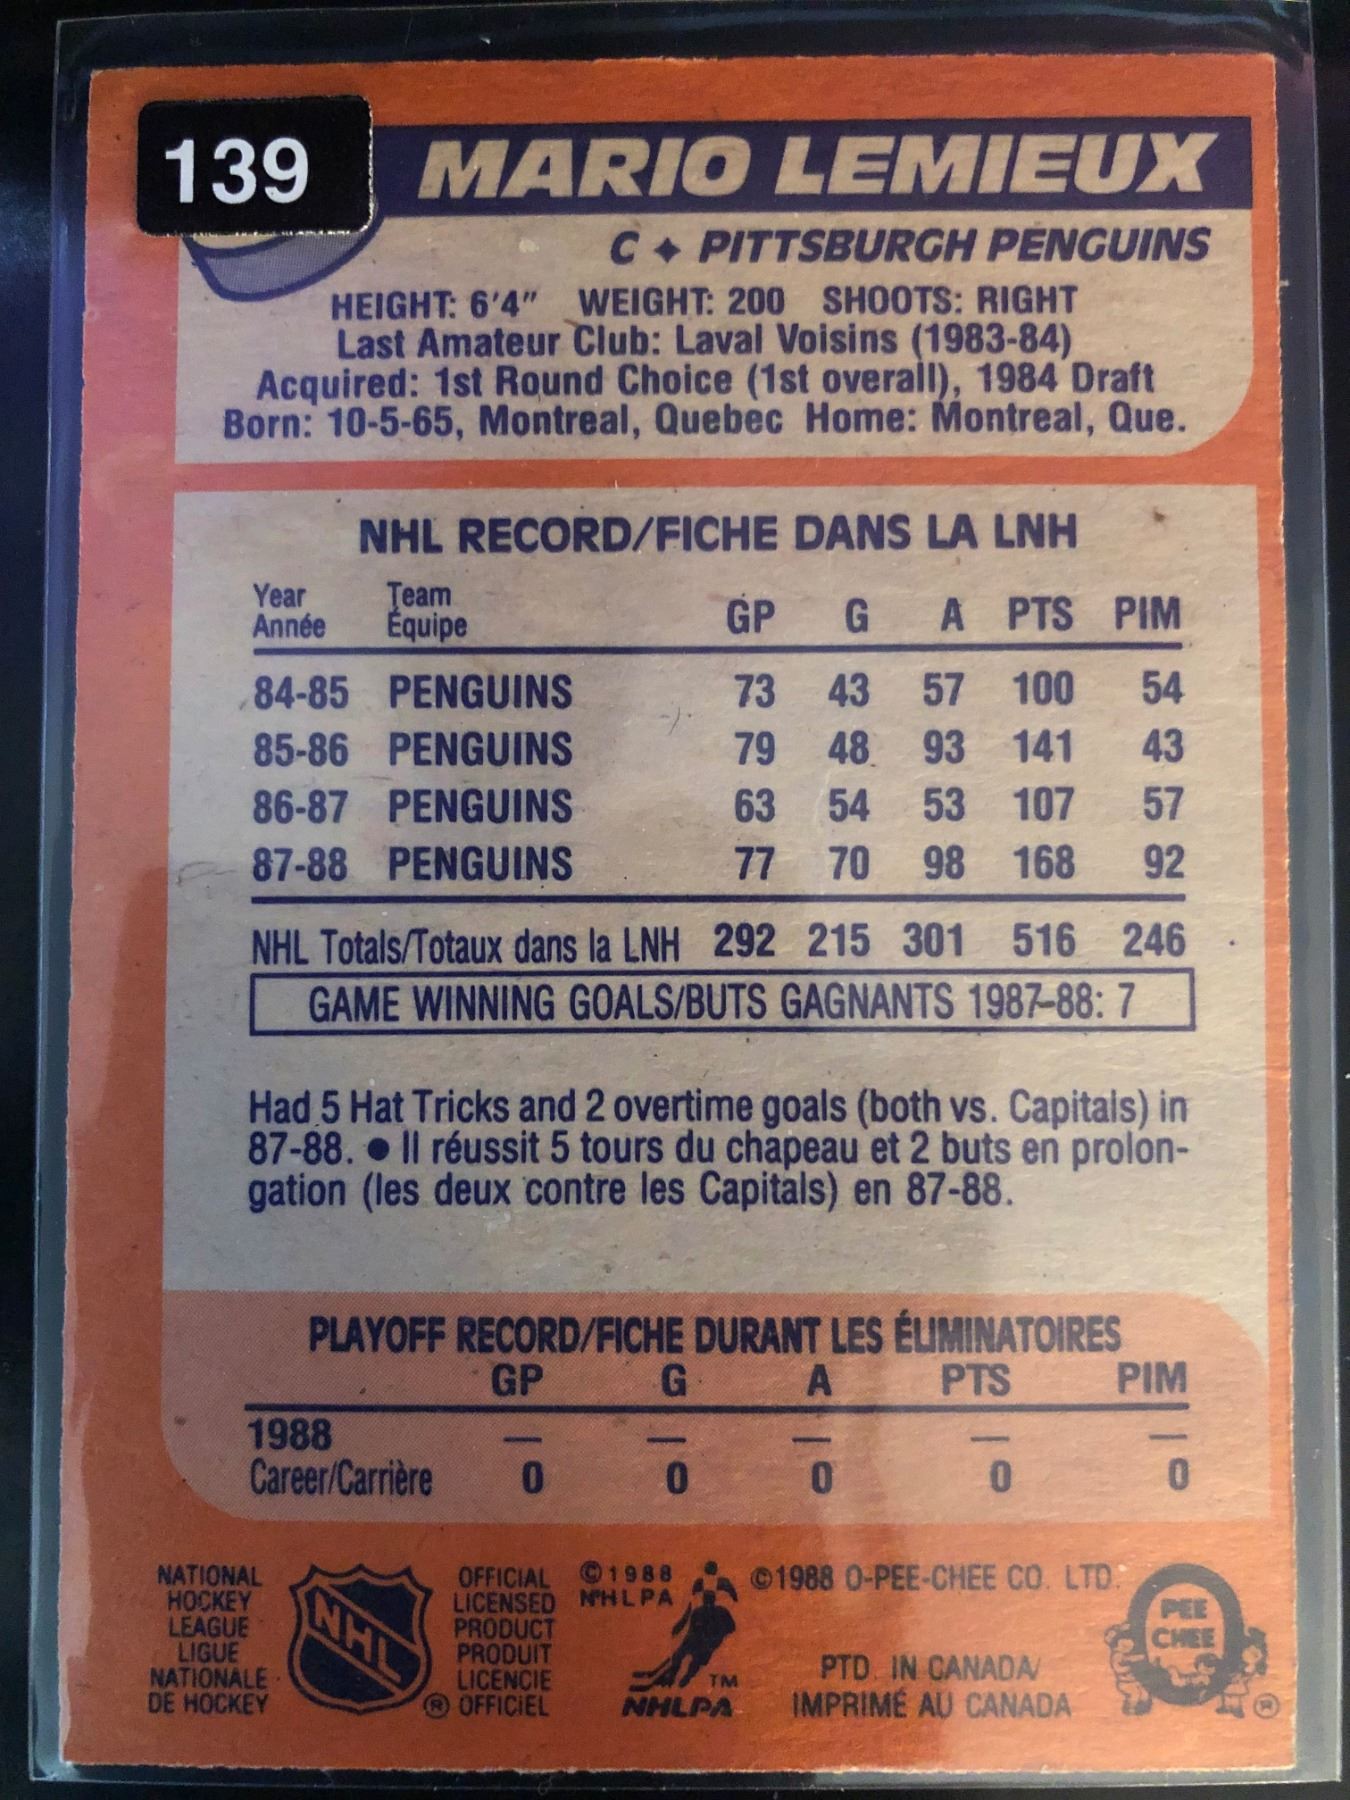 139
MARIO LEMIEUX
C ✦ PITTSBURGH PENGUINS
HEIGHT: 6'4" WEIGHT: 200 SHOOTS: RIGHT
Last Amateur Club: Laval Voisins (1983-84)
Acquired: 1st Round Choice (1st overall), 1984 Draft
Born: 10-5-65, Montreal, Quebec Home: Montreal, Que.
NHL RECORD/FICHE DANS LA LNH
Year Team
Année Équipe GP G A PTS PIM
84-85 PENGUINS 73 43 57 100 54
85-86 PENGUINS 79 48 93 141 43
86-87 PENGUINS 63 54 53 107 57
87-88 PENGUINS 77 70 98 168 92
NHL Totals/Totaux dans la LNH 292 215 301 516 246
GAME WINNING GOALS/BUTS GAGNANTS 1987-88: 7
Had 5 Hat Tricks and 2 overtime goals (both vs. Capitals) in
87-88. ● Il réussit 5 tours du chapeau et 2 buts en prolon-
gation (les deux contre les Capitals) en 87-88.
PLAYOFF RECORD/FICHE DURANT LES ÉLIMINATOIRES
GP G A PTS PIM
1988 — — — — —
Career/Carrière 0 0 0 0 0
NATIONAL
HOCKEY
LEAGUE
LIGUE
NATIONALE
DE HOCKEY
NHL
®
OFFICIAL
LICENSED
PRODUCT
PRODUIT
LICENCIE
OFFICIEL
©1988
NHLPA
TM
NHLPA
©1988 O-PEE-CHEE CO. LTD.
PTD. IN CANADA/
IMPRIMÉ AU CANADA
PEE
CHEE
®